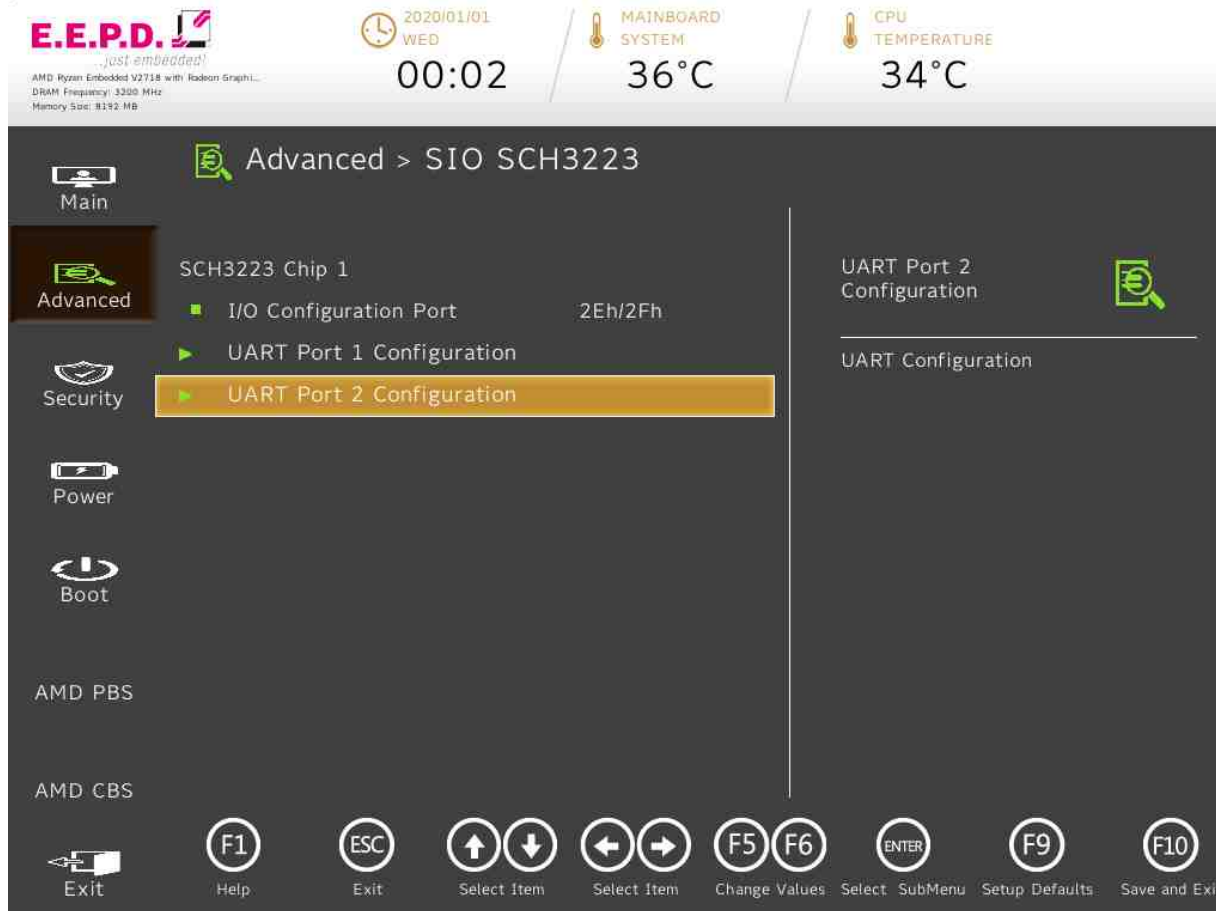 E.E.P.D.
...just embedded!
AMD Ryzen Embedded V2718 with Radeon Graphi...
DRAM Frequency: 3200 MHz
Memory Size: 8192 MB
2020/01/01
WED
00:02
MAINBOARD
SYSTEM
36°C
CPU
TEMPERATURE
34°C
Main
Advanced
Security
Power
Boot
AMD PBS
AMD CBS
Exit
Advanced > SIO SCH3223
SCH3223 Chip 1
I/O Configuration Port 2Eh/2Fh
UART Port 1 Configuration
UART Port 2 Configuration
UART Port 2
Configuration
UART Configuration
F1
Help
ESC
Exit
Select Item
Select Item
F5 F6
Change Values
ENTER
Select SubMenu
F9
Setup Defaults
F10
Save and Exi